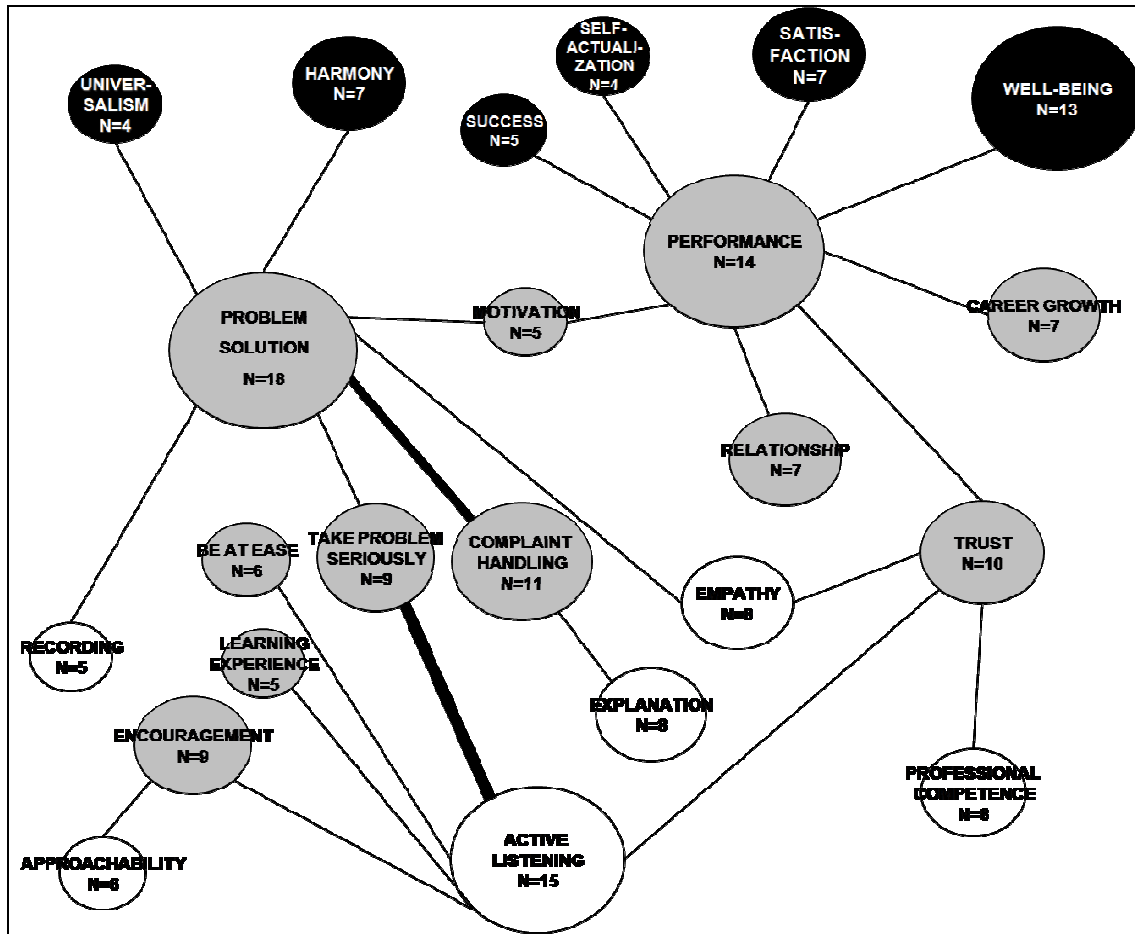 UNIVER-
SALISM
N=4
HARMONY
N=7
SELF-
ACTUALI-
ZATION
N=4
SATIS-
FACTION
N=7
WELL-BEING
N=13
SUCCESS
N=5
PERFORMANCE
N=14
PROBLEM
SOLUTION
N=18
MOTIVATION
N=5
CAREER GROWTH
N=7
RELATIONSHIP
N=7
BE AT EASE
N=6
TAKE PROBLEM
SERIOUSLY
N=9
COMPLAINT
HANDLING
N=11
TRUST
N=10
EMPATHY
N=8
RECORDING
N=5
LEARNING
EXPERIENCE
N=5
EXPLANATION
N=8
ENCOURAGEMENT
N=9
PROFESSIONAL
COMPETENCE
APPROACHABILITY
N=6
ACTIVE
LISTENING
N=15